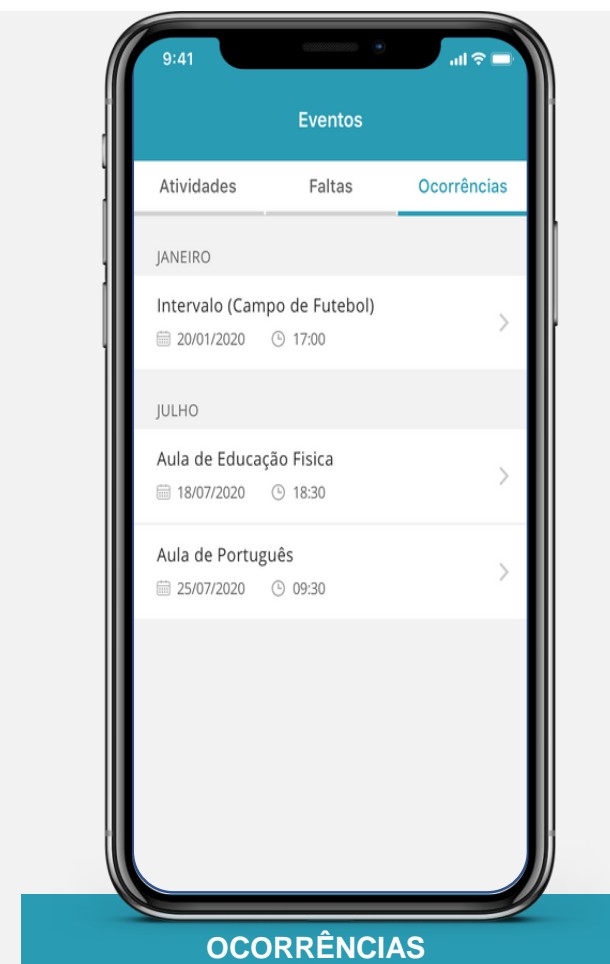 9:41
Eventos
Atividades Faltas Ocorrências
JANEIRO
Intervalo (Campo de Futebol)
20/01/2020 17:00
JULHO
Aula de Educação Fisica
18/07/2020 18:30
Aula de Português
25/07/2020 09:30
OCORRÊNCIAS